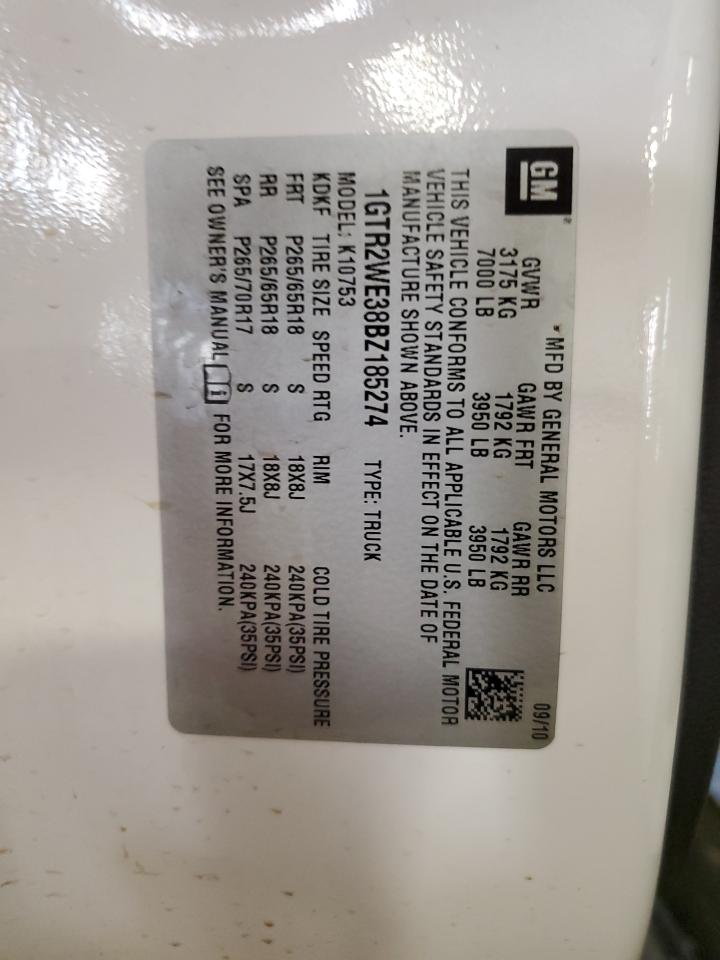 GM
MFD BY GENERAL MOTORS LLC 09/10
GVWR GAWR FRT GAWR RR
3175 KG 1792 KG 1792 KG
7000 LB 3950 LB 3950 LB
THIS VEHICLE CONFORMS TO ALL APPLICABLE U.S. FEDERAL MOTOR
VEHICLE SAFETY STANDARDS IN EFFECT ON THE DATE OF
MANUFACTURE SHOWN ABOVE.
1GTR2WE38BZ185274 TYPE: TRUCK
MODEL: K10753
KDKF TIRE SIZE SPEED RTG RIM COLD TIRE PRESSURE
FRT P265/65R18 S 18X8J 240KPA(35PSI)
RR P265/65R18 S 18X8J 240KPA(35PSI)
SPA P265/70R17 S 17X7.5J 240KPA(35PSI)
SEE OWNER'S MANUAL i FOR MORE INFORMATION.